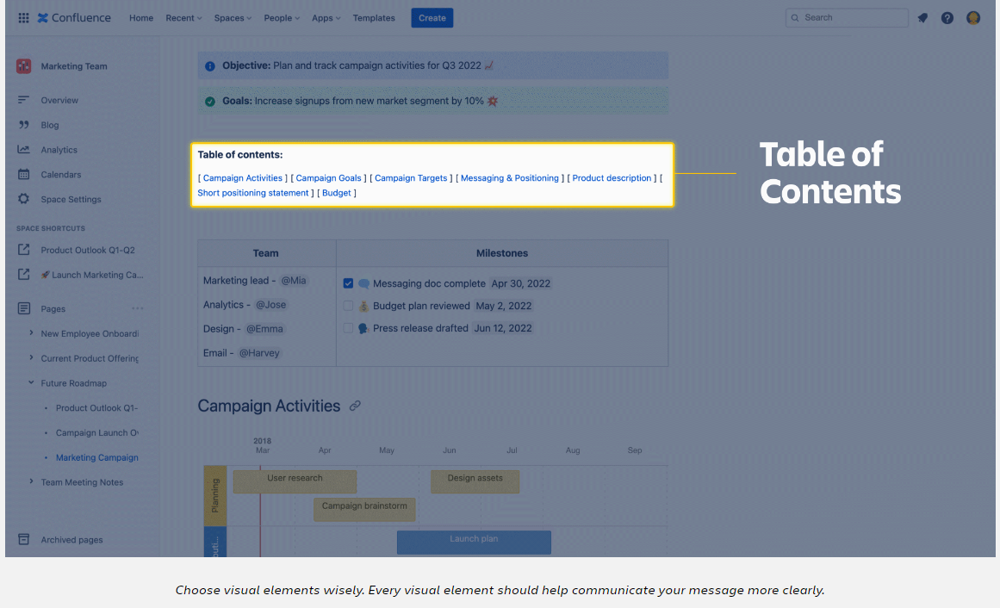 Confluence Home Recent Spaces People Apps Templates Create Search
Marketing Team
Overview
Blog
Analytics
Calendars
Space Settings
SPACE SHORTCUTS
Product Outlook Q1-Q2
Launch Marketing Ca...
Pages
New Employee Onboardi
Current Product Offering
Future Roadmap
Product Outlook Q1-
Campaign Launch Ov
Marketing Campaign
Team Meeting Notes
Archived pages
Objective: Plan and track campaign activities for Q3 2022
Goals: Increase signups from new market segment by 10%
Table of contents:
[ Campaign Activities ] [ Campaign Goals ] [ Campaign Targets ] [ Messaging & Positioning ] [ Product description ] [
Short positioning statement ] [ Budget ]
Table of
Contents
Team Milestones
Marketing lead - @Mia
Analytics - @Jose
Design - @Emma
Email - @Harvey
Messaging doc complete Apr 30, 2022
Budget plan reviewed May 2, 2022
Press release drafted Jun 12, 2022
Campaign Activities
2018
Mar Apr May Jun Jul Aug Sep
Planning
User research
Design assets
Campaign brainstorm
Launch plan
Choose visual elements wisely. Every visual element should help communicate your message more clearly.